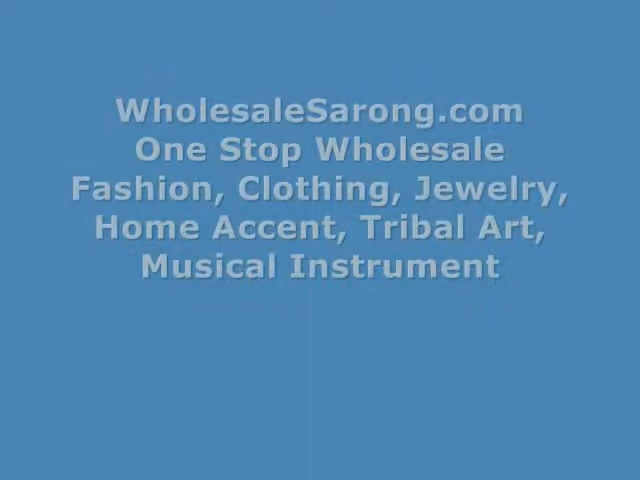 WholesaleSarong.com
One Stop Wholesale
Fashion, Clothing, Jewelry,
Home Accent, Tribal Art,
Musical Instrument